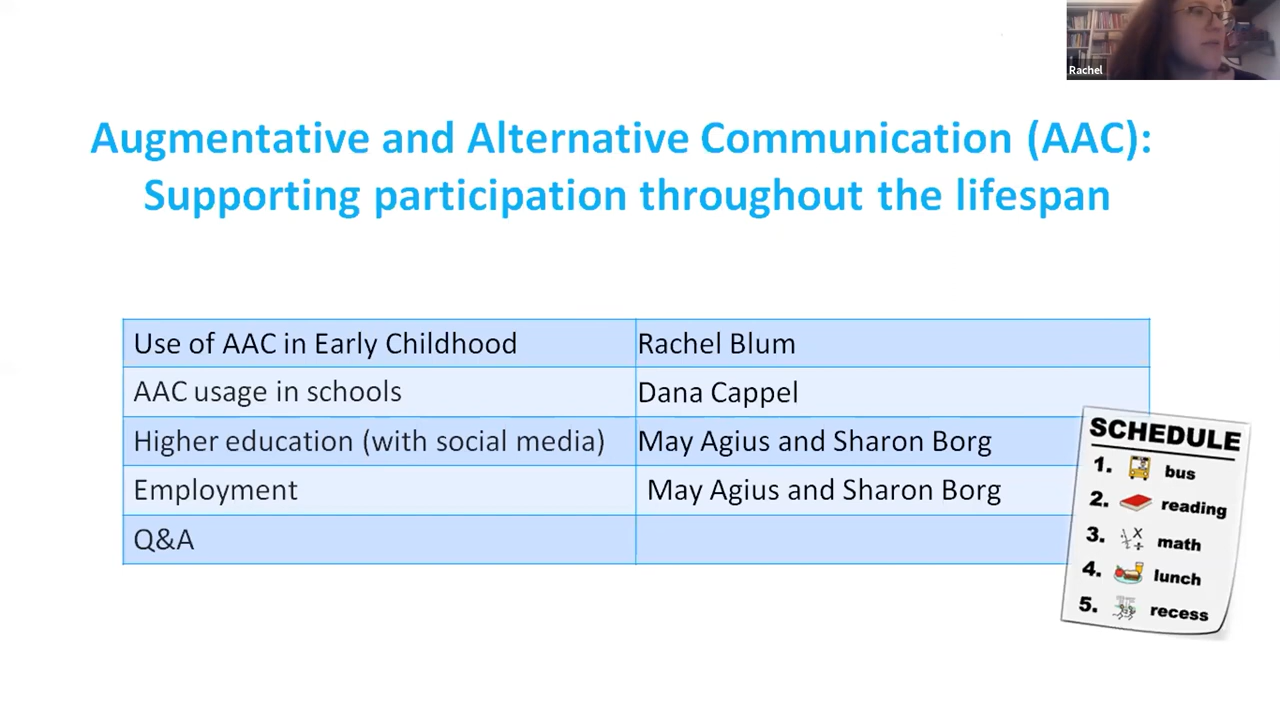 Rachel
Augmentative and Alternative Communication (AAC):
Supporting participation throughout the lifespan
Use of AAC in Early Childhood Rachel Blum
AAC usage in schools Dana Cappel
Higher education (with social media) May Agius and Sharon Borg
Employment May Agius and Sharon Borg
Q&A
SCHEDULE
1. bus
2. reading
3. math
4. lunch
5. recess